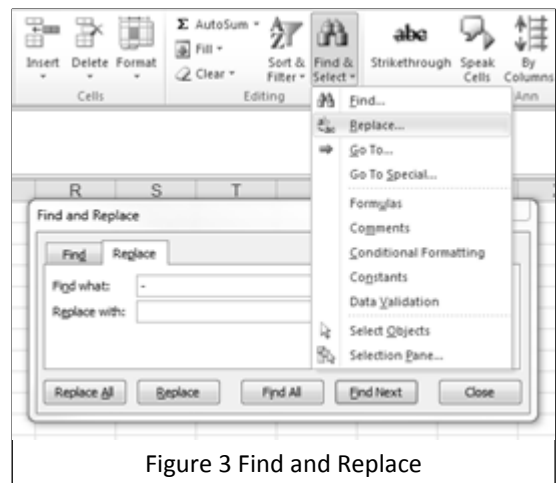 Σ AutoSum
Fill
Clear
Insert Delete Format
Sort & Filter
Find & Select
Strikethrough
Speak Cells
By Columns
Cells
Editing
Ann
Find...
Replace...
Go To...
Go To Special...
Formulas
Comments
Conditional Formatting
Constants
Data Validation
Select Objects
Selection Pane...
R S T
Find and Replace
Find Replace
Find what: -
Replace with:
Replace All Replace Find All Find Next Close
Figure 3 Find and Replace